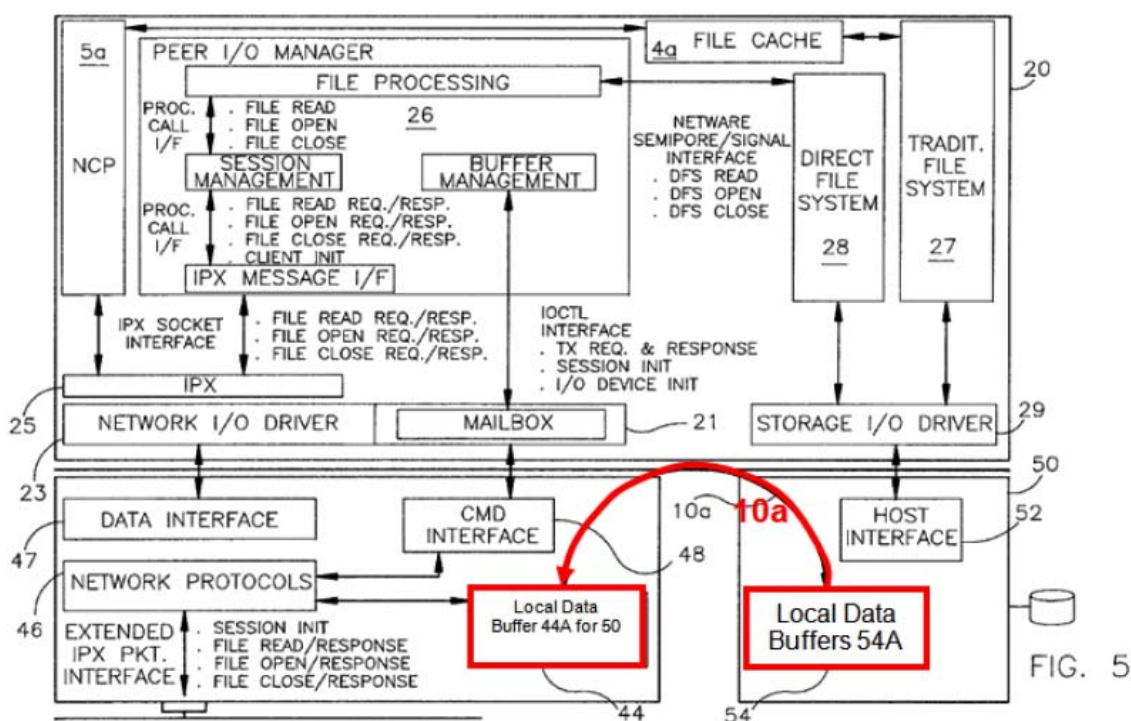 5a
NCP
PEER I/O MANAGER
FILE PROCESSING
26
PROC.
CALL
I/F
. FILE READ
. FILE OPEN
. FILE CLOSE
SESSION
MANAGEMENT
BUFFER
MANAGEMENT
PROC.
CALL
I/F
. FILE READ REQ./RESP.
. FILE OPEN REQ./RESP.
. FILE CLOSE REQ./RESP.
. CLIENT INIT
IPX MESSAGE I/F
4a
FILE CACHE
20
NETWARE
SEMIPORE/SIGNAL
INTERFACE
. DFS READ
. DFS OPEN
. DFS CLOSE
DIRECT
FILE
SYSTEM
28
TRADIT.
FILE
SYSTEM
27
IPX SOCKET
INTERFACE
. FILE READ REQ./RESP.
. FILE OPEN REQ./RESP.
. FILE CLOSE REQ./RESP.
IOCTL
INTERFACE
. TX REQ. & RESPONSE
. SESSION INIT
. I/O DEVICE INIT
IPX
25
NETWORK I/O DRIVER
MAILBOX
21
STORAGE I/O DRIVER
29
23
50
DATA INTERFACE
47
CMD
INTERFACE
48
10a
10a
HOST
INTERFACE
52
NETWORK PROTOCOLS
46
Local Data
Buffer 44A for 50
Local Data
Buffers 54A
EXTENDED
IPX PKT.
INTERFACE
. SESSION INIT
. FILE READ/RESPONSE
. FILE OPEN/RESPONSE
. FILE CLOSE/RESPONSE
44
54
FIG. 5